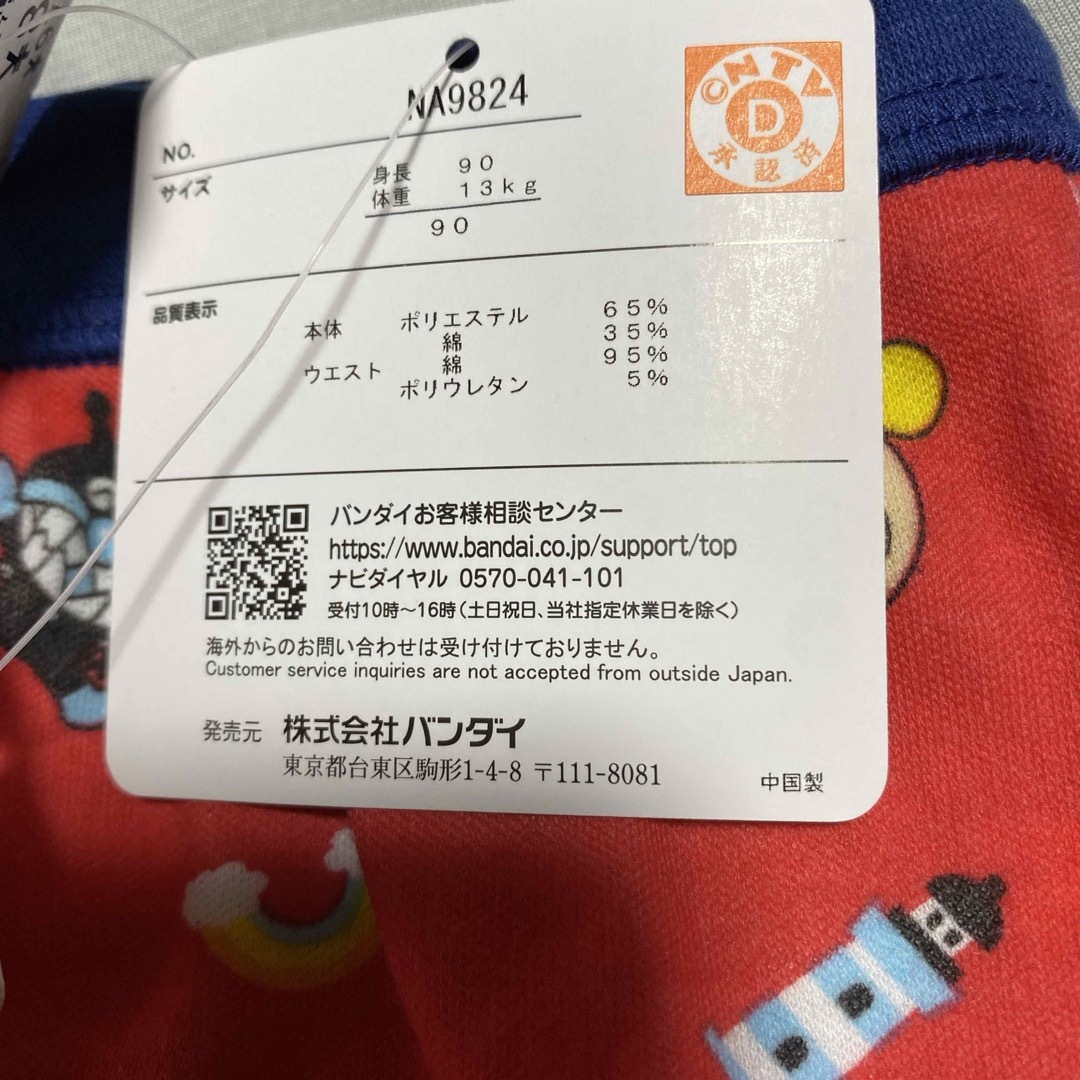 NO. NA9824
サイズ 身長 90
体重 13kg
90
©NTV
D
承認済
品質表示
本体 ポリエステル 65%
綿 35%
ウエスト 綿 95%
ポリウレタン 5%
バンダイお客様相談センター
https://www.bandai.co.jp/support/top
ナビダイヤル 0570-041-101
受付10時～16時(土日祝日、当社指定休業日を除く)
海外からのお問い合わせは受け付けておりません。
Customer service inquiries are not accepted from outside Japan.
発売元 株式会社バンダイ
東京都台東区駒形1-4-8 〒111-8081
中国製